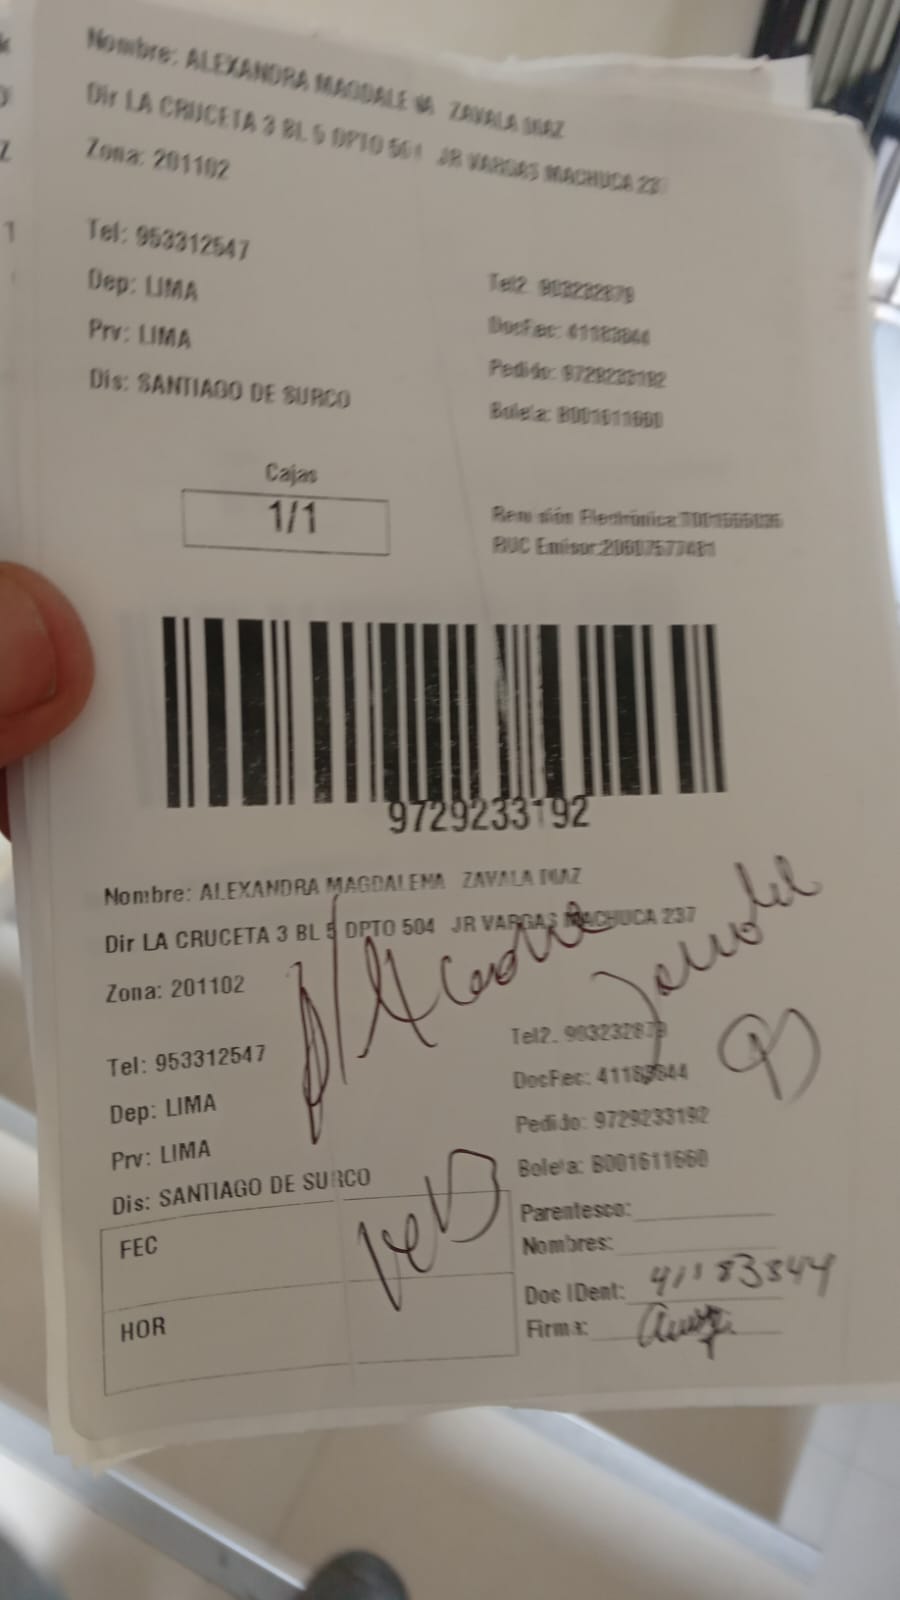 Nombre: ALEXANDRA MAGDALENA ZAVALA DIAZ
Dir LA CRUCETA 3 BL 5 DPTO 504 JR VARGAS MACHUCA 237
Zona: 201102
Tel: 953312547
Tel2. 903232879
Dep: LIMA
DocRec: 41183844
Prv: LIMA
Pedido: 9729233192
Dis: SANTIAGO DE SURCO
Boleta: B001611660
Cajas
1/1
Remisión Electrónica:
RUC Emisor:20607577481
9729233192
Nombre: ALEXANDRA MAGDALENA ZAVALA DIAZ
Dir LA CRUCETA 3 BL 5 DPTO 504 JR VARGAS MACHUCA 237
Zona: 201102
Tel2. 903232879
Tel: 953312547
DocRec: 41183844
Dep: LIMA
Pedido: 9729233192
Prv: LIMA
Boleta: B001611660
Dis: SANTIAGO DE SURCO
Parentesco:
FEC
Nombres:
Doc IDent: 41183844
HOR
Firma: